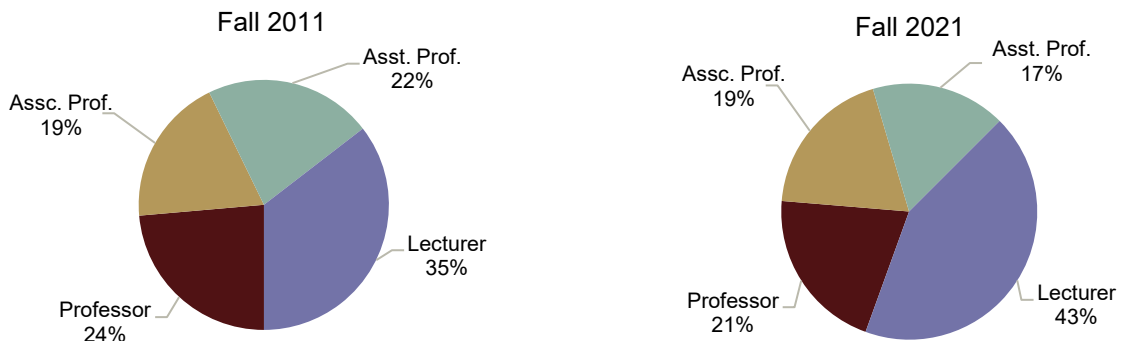 Fall 2011
Asst. Prof.
22%
Assc. Prof.
19%
Lecturer
35%
Professor
24%
Fall 2021
Asst. Prof.
17%
Assc. Prof.
19%
Lecturer
43%
Professor
21%